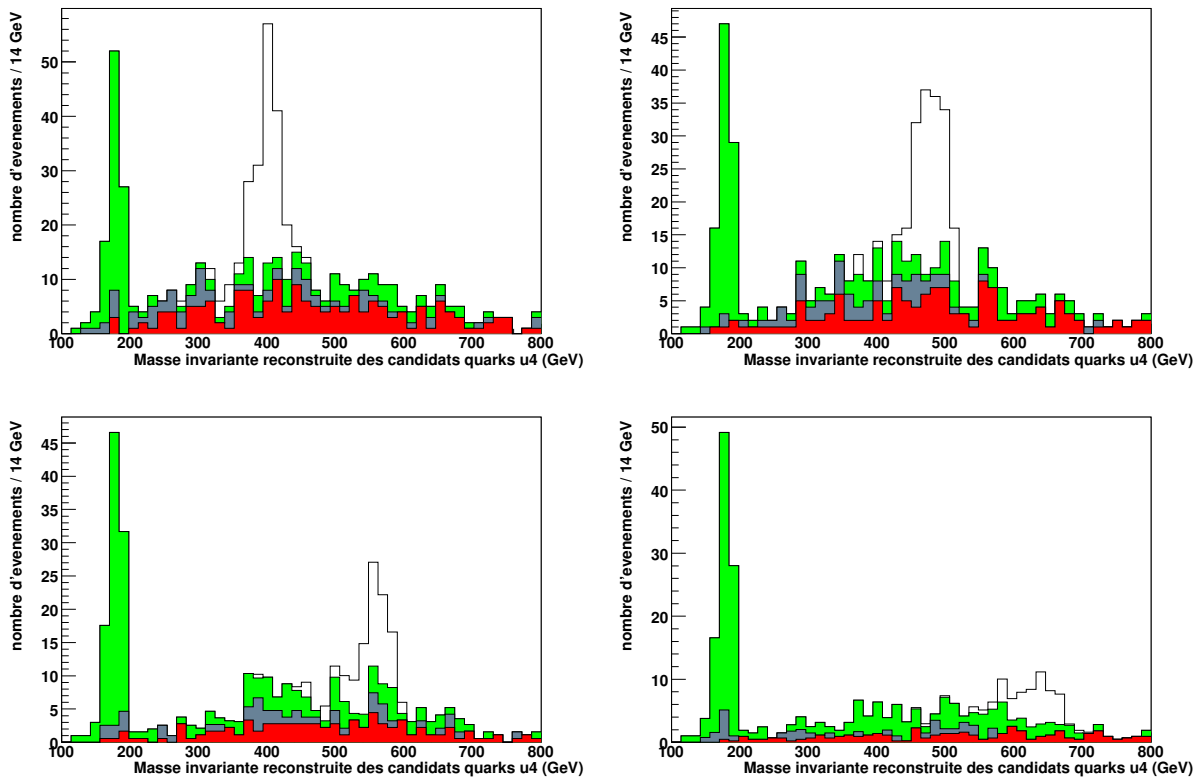 nombre d'evenements / 14 GeV
50
40
30
20
10
0
100 200 300 400 500 600 700 800
Masse invariante reconstruite des candidats quarks u4 (GeV)
nombre d'evenements / 14 GeV
45
40
35
30
25
20
15
10
5
0
100 200 300 400 500 600 700 800
Masse invariante reconstruite des candidats quarks u4 (GeV)
nombre d'evenements / 14 GeV
45
40
35
30
25
20
15
10
5
0
100 200 300 400 500 600 700 800
Masse invariante reconstruite des candidats quarks u4 (GeV)
nombre d'evenements / 14 GeV
50
40
30
20
10
0
100 200 300 400 500 600 700 800
Masse invariante reconstruite des candidats quarks u4 (GeV)